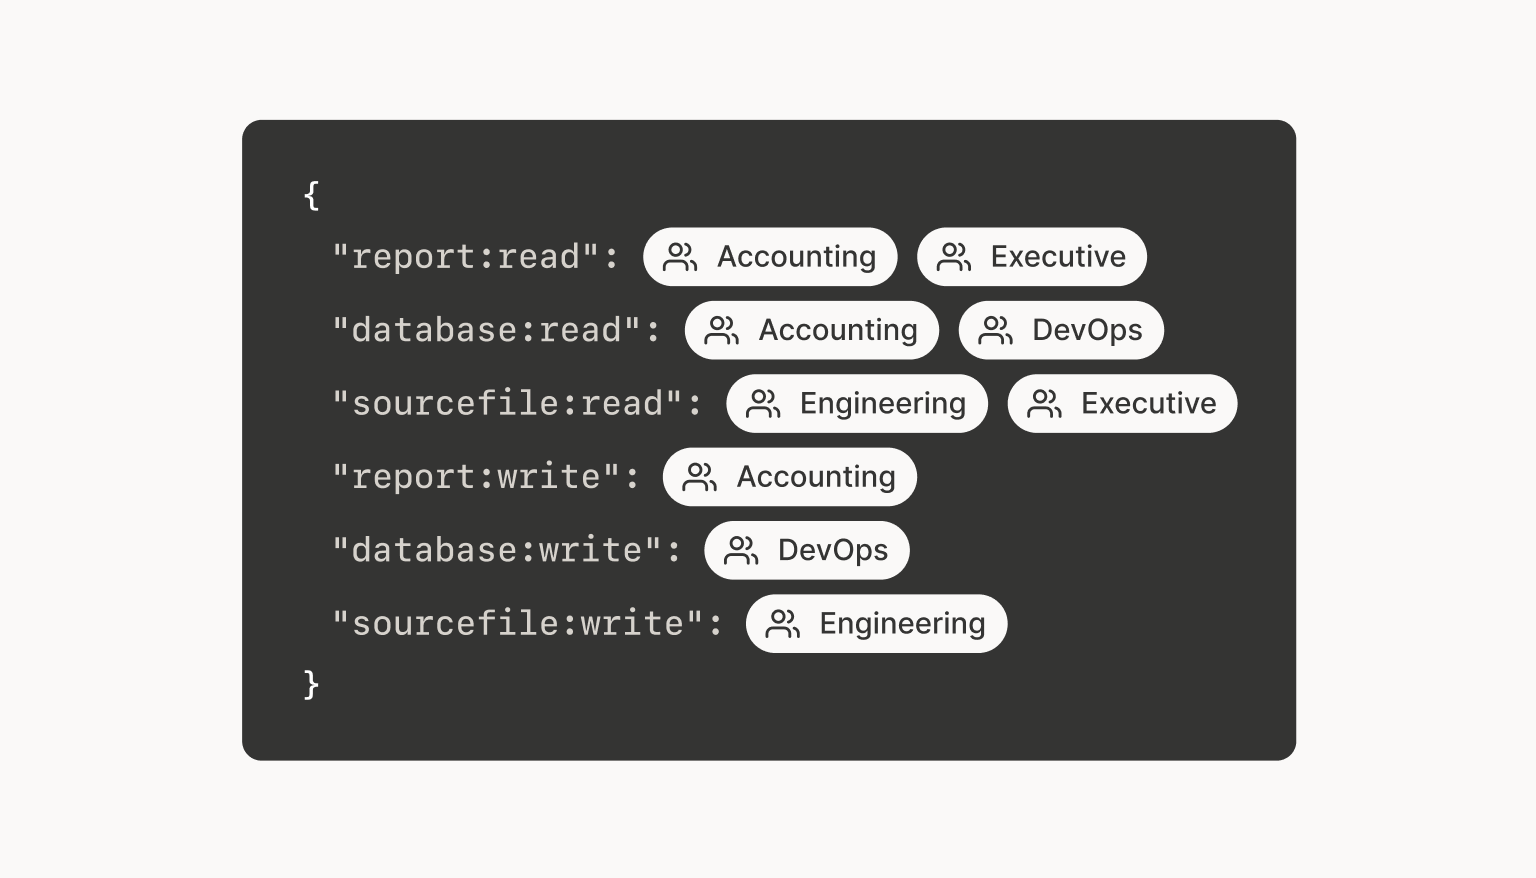 {
"report:read": Accounting Executive
"database:read": Accounting DevOps
"sourcefile:read": Engineering Executive
"report:write": Accounting
"database:write": DevOps
"sourcefile:write": Engineering
}